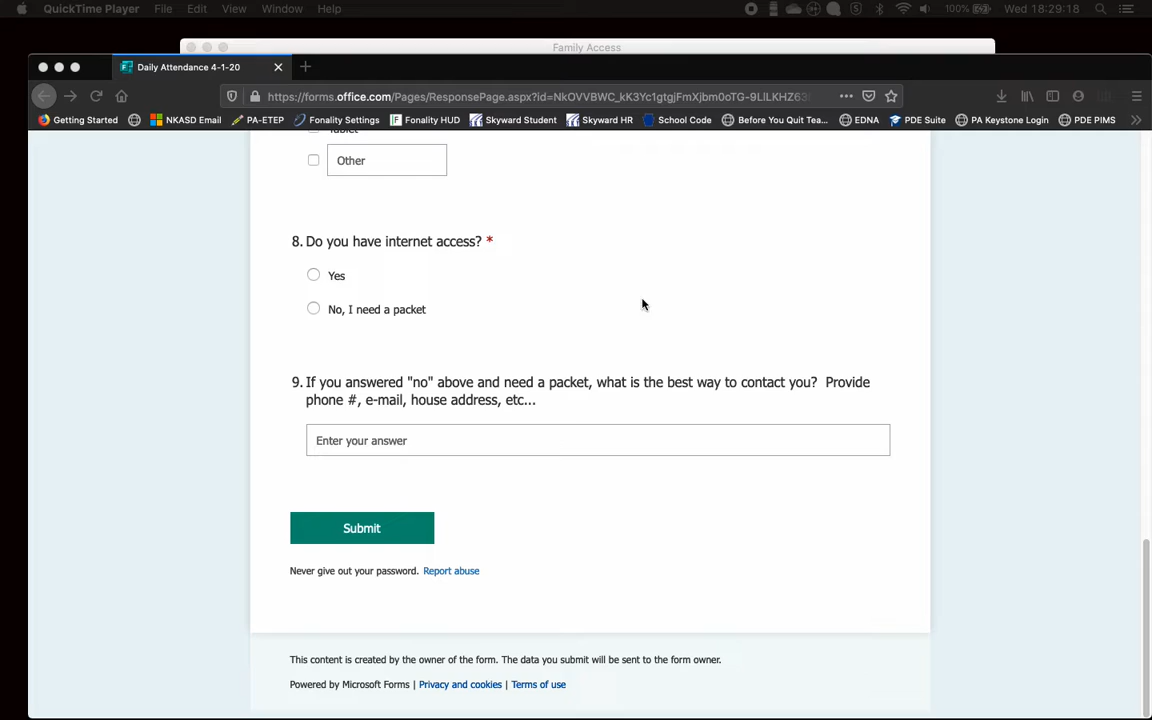 QuickTime Player File Edit View Window Help 100% Wed 18:29:18
Family Access
Daily Attendance 4-1-20
https://forms.office.com/Pages/ResponsePage.aspx?id=NkOVVBWC_kK3Yc1gtgjFmXjbm0oTG-9LlLKHZ63
Getting Started NKASD Email PA-ETEP Fonality Settings Fonality HUD Skyward Student Skyward HR School Code Before You Quit Tea... EDNA PDE Suite PA Keystone Login PDE PIMS
Tablet
Other
8. Do you have internet access? *
Yes
No, I need a packet
9. If you answered "no" above and need a packet, what is the best way to contact you? Provide
phone #, e-mail, house address, etc...
Enter your answer
Submit
Never give out your password. Report abuse
This content is created by the owner of the form. The data you submit will be sent to the form owner.
Powered by Microsoft Forms | Privacy and cookies | Terms of use